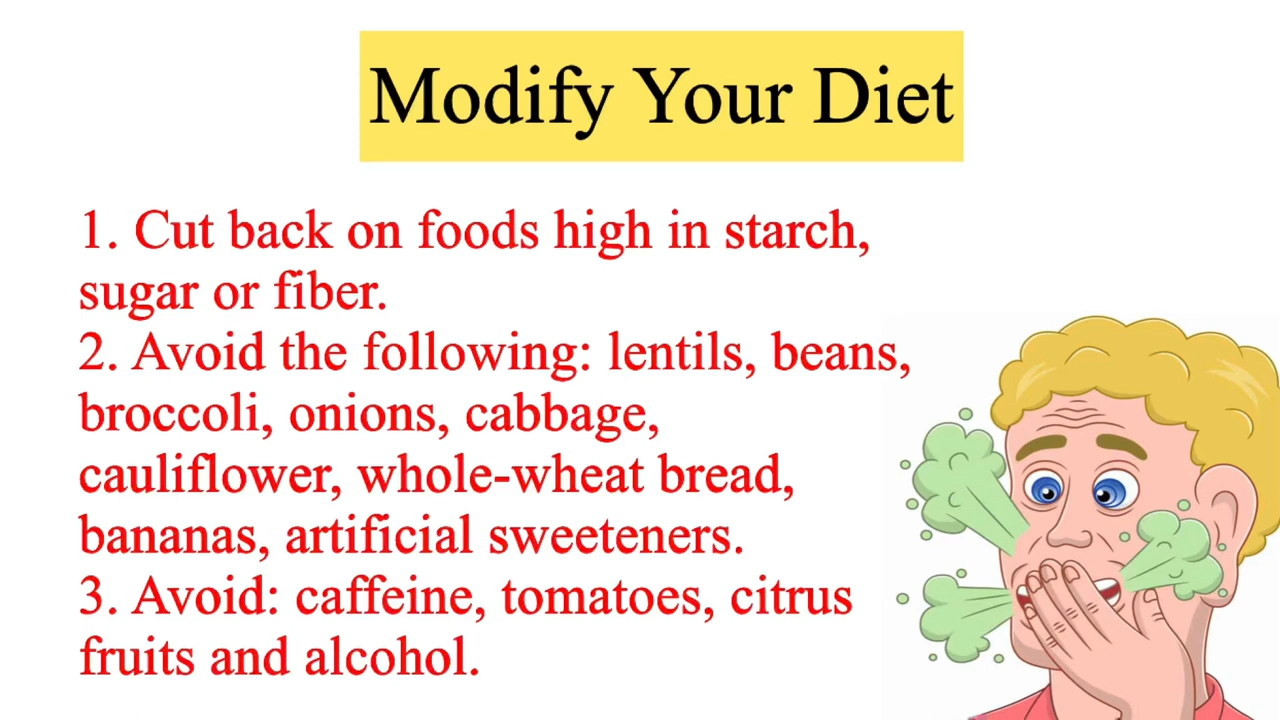 Modify Your Diet
1. Cut back on foods high in starch,
sugar or fiber.
2. Avoid the following: lentils, beans,
broccoli, onions, cabbage,
cauliflower, whole-wheat bread,
bananas, artificial sweeteners.
3. Avoid: caffeine, tomatoes, citrus
fruits and alcohol.